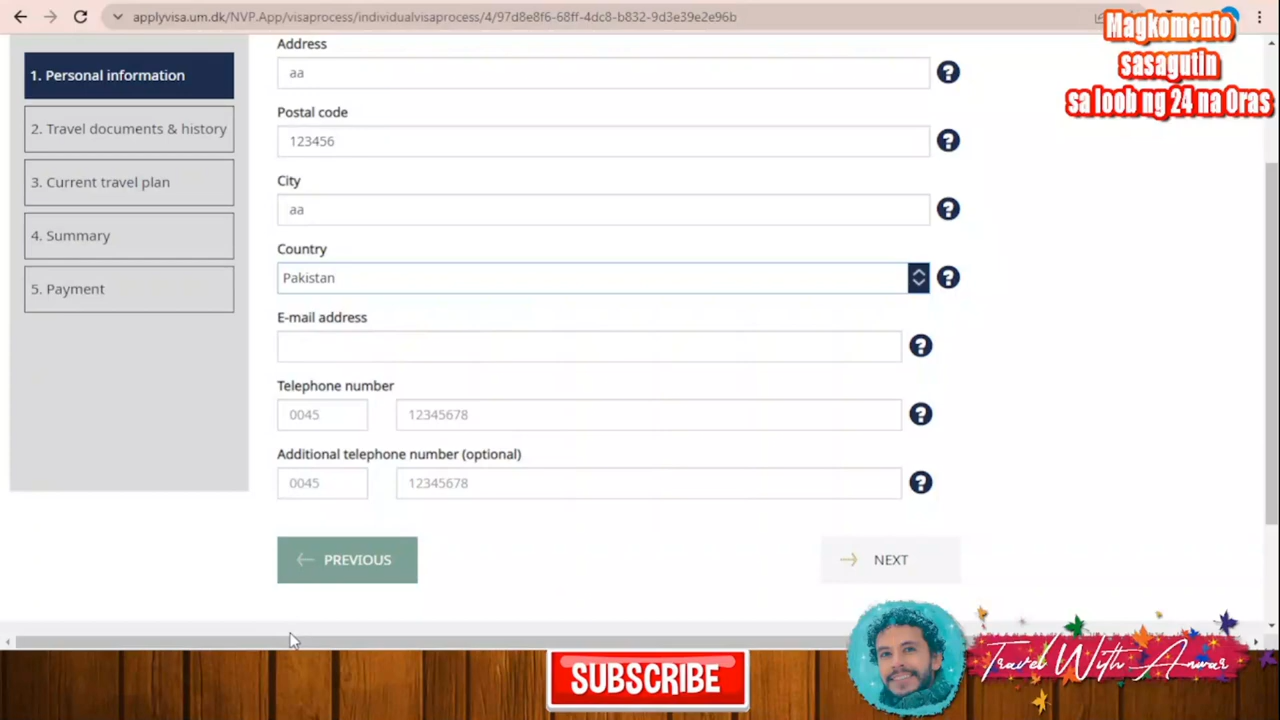 applyvisa.um.dk/NVP.App/visaprocess/individualvisaprocess/4/97d8e8f6-68ff-4dc8-b832-9d3e39e2e96b
Magkomento
sasagutin
sa loob ng 24 na Oras
1. Personal information
2. Travel documents & history
3. Current travel plan
4. Summary
5. Payment
Address
aa
?
Postal code
123456
?
City
aa
?
Country
Pakistan
?
E-mail address
?
Telephone number
0045
12345678
?
Additional telephone number (optional)
0045
12345678
?
PREVIOUS
NEXT
SUBSCRIBE
Travel With Anwar